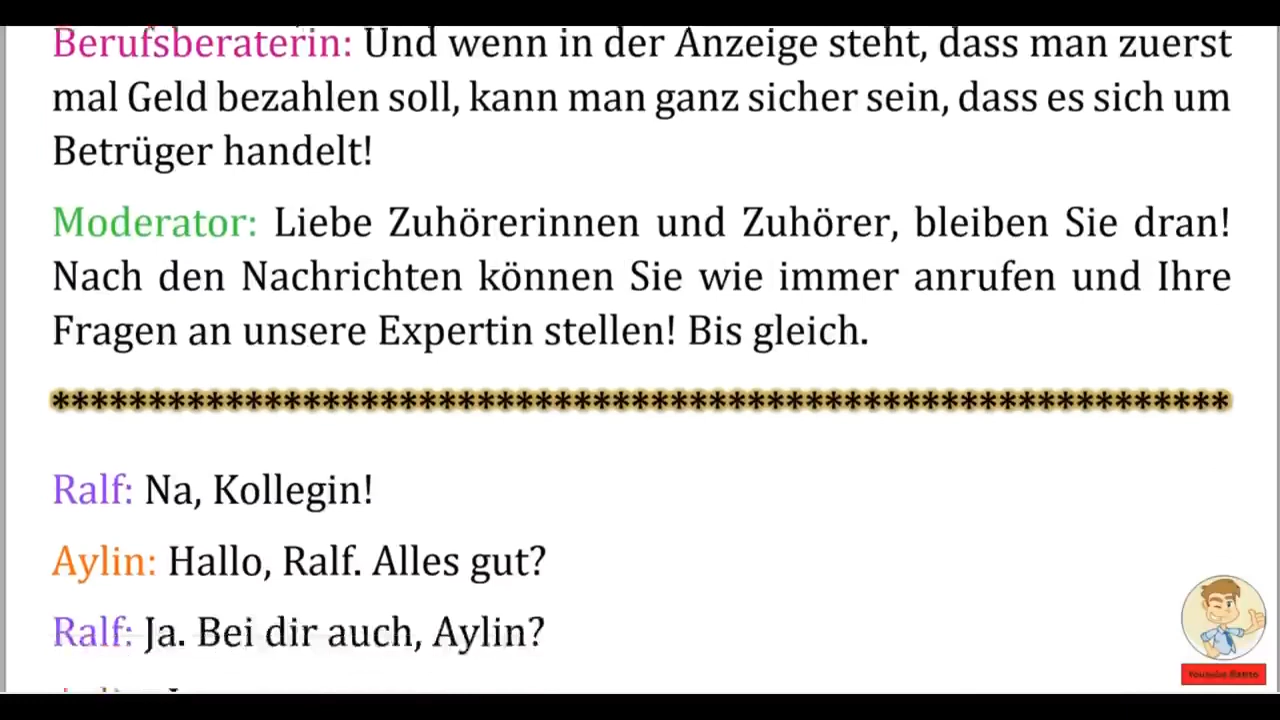 Berufsberaterin: Und wenn in der Anzeige steht, dass man zuerst
mal Geld bezahlen soll, kann man ganz sicher sein, dass es sich um
Betrüger handelt!
Moderator: Liebe Zuhörerinnen und Zuhörer, bleiben Sie dran!
Nach den Nachrichten können Sie wie immer anrufen und Ihre
Fragen an unsere Expertin stellen! Bis gleich.
*************************************************************
Ralf: Na, Kollegin!
Aylin: Hallo, Ralf. Alles gut?
Ralf: Ja. Bei dir auch, Aylin?